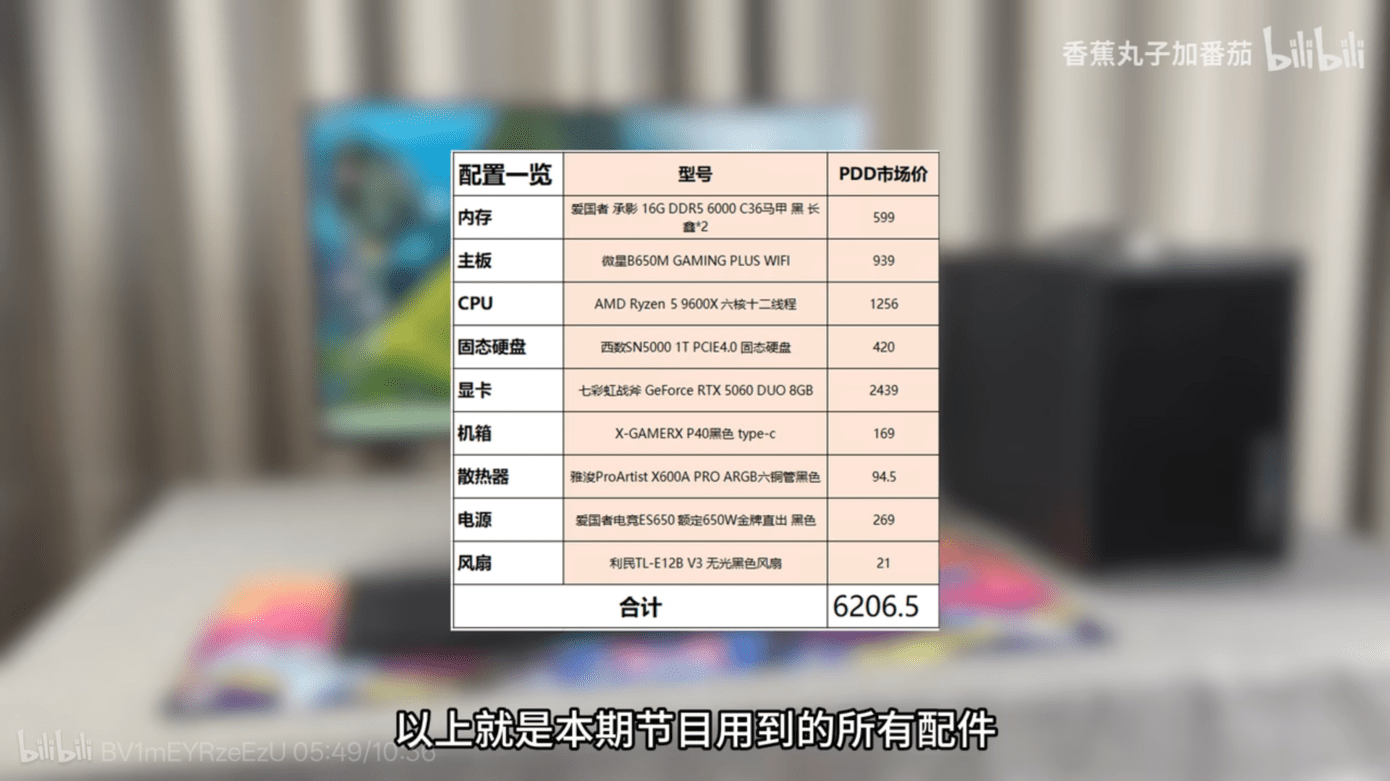 香蕉丸子加番茄 bilibili
配置一览 型号 PDD市场价
内存 爱国者 承影 16G DDR5 6000 C36马甲 黑 长
鑫*2 599
主板 微星B650M GAMING PLUS WIFI 939
CPU AMD Ryzen 5 9600X 六核十二线程 1256
固态硬盘 西数SN5000 1T PCIE4.0 固态硬盘 420
显卡 七彩虹战斧 GeForce RTX 5060 DUO 8GB 2439
机箱 X-GAMERX P40黑色 type-c 169
散热器 雅浚ProArtist X600A PRO ARGB六铜管黑色 94.5
电源 爱国者电竞ES650 额定650W金牌直出 黑色 269
风扇 利民TL-E12B V3 无光黑色风扇 21
合计 6206.5
以上就是本期节目用到的所有配件
bilibili BV1mEYRzeEzU 05:49/10:36